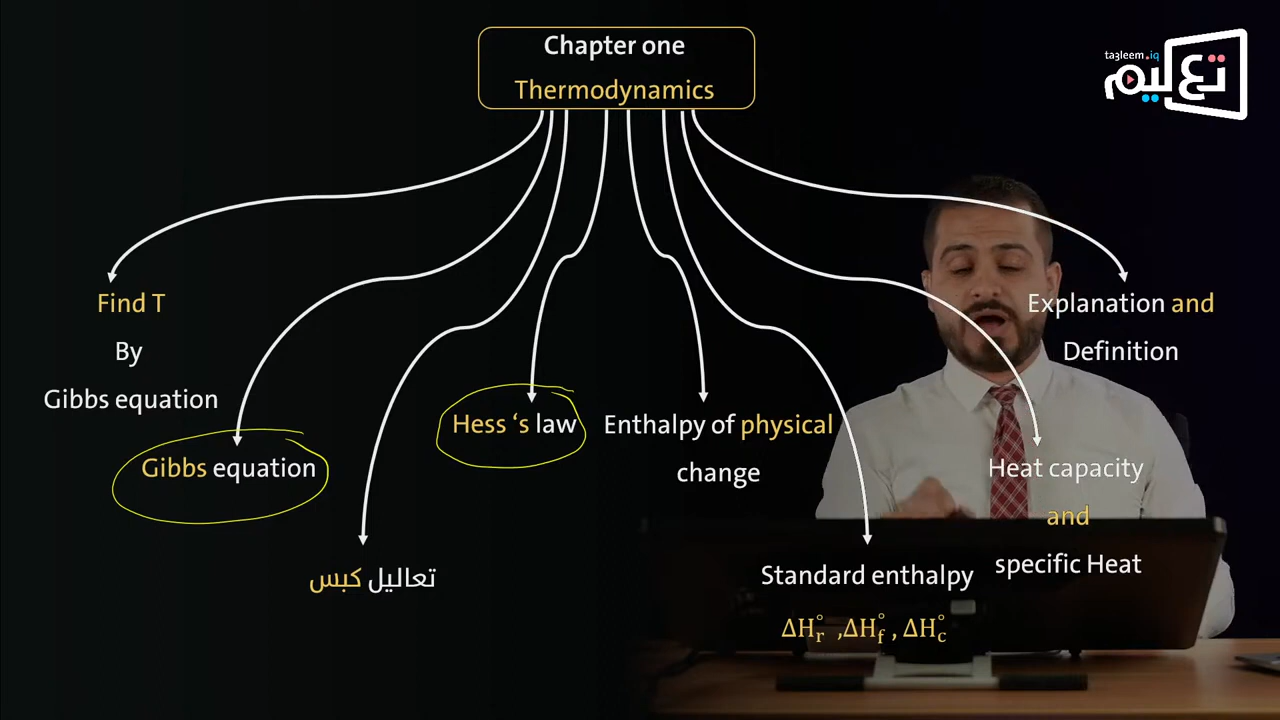 Chapter one
Thermodynamics
ta3leem.iq
تعليم
Find T
By
Gibbs equation
Gibbs equation
تعاليل كبس
Hess ‘s law
Enthalpy of physical
change
Standard enthalpy
ΔH°r ,ΔH°f , ΔH°c
Heat capacity
and
specific Heat
Explanation and
Definition